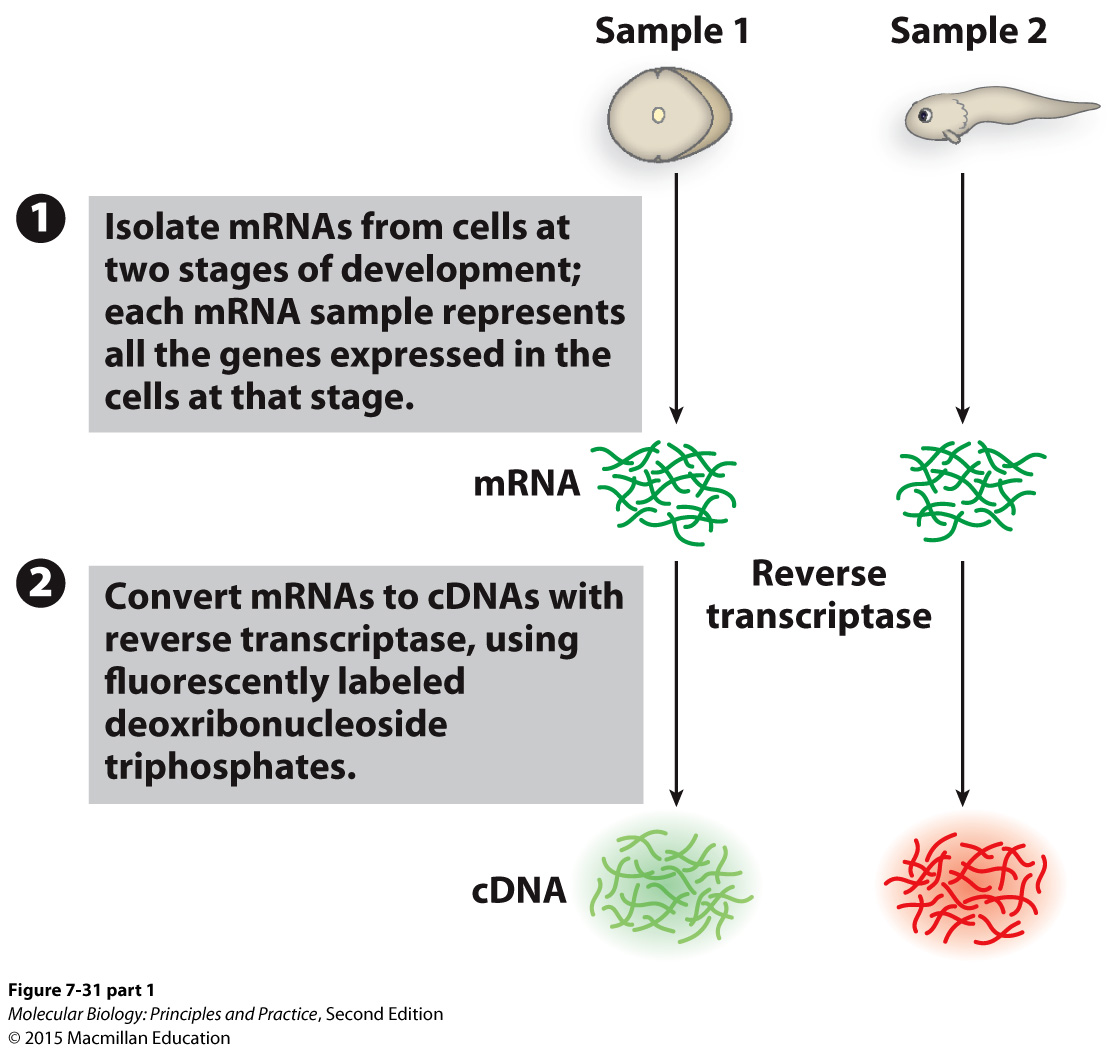 Sample 1
Sample 2
1
Isolate mRNAs from cells at
two stages of development;
each mRNA sample represents
all the genes expressed in the
cells at that stage.
mRNA
2
Convert mRNAs to cDNAs with
reverse transcriptase, using
fluorescently labeled
deoxribonucleoside
triphosphates.
Reverse
transcriptase
cDNA
Figure 7-31 part 1
Molecular Biology: Principles and Practice, Second Edition
© 2015 Macmillan Education